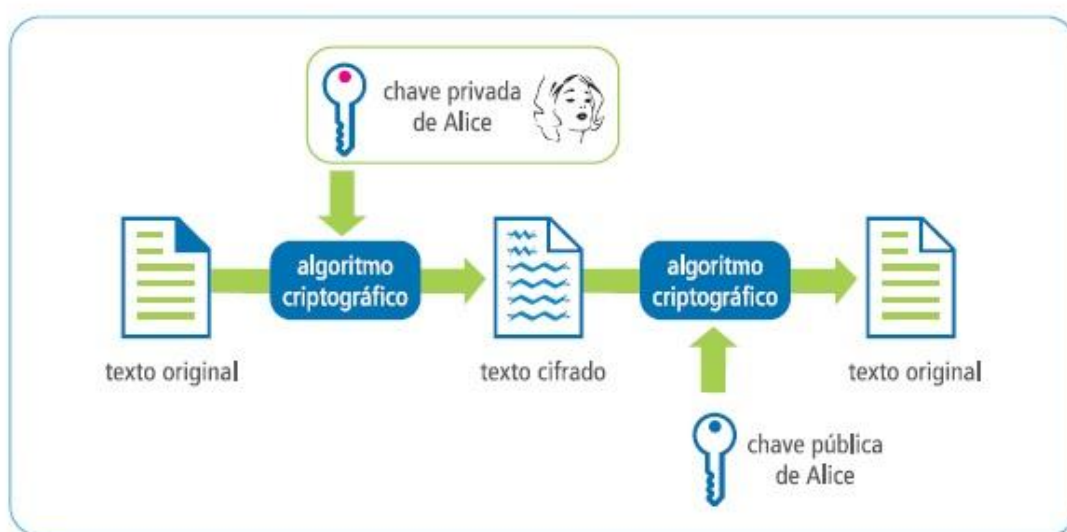 chave privada
de Alice
algoritmo
criptográfico
algoritmo
criptográfico
texto original
texto cifrado
texto original
chave pública
de Alice